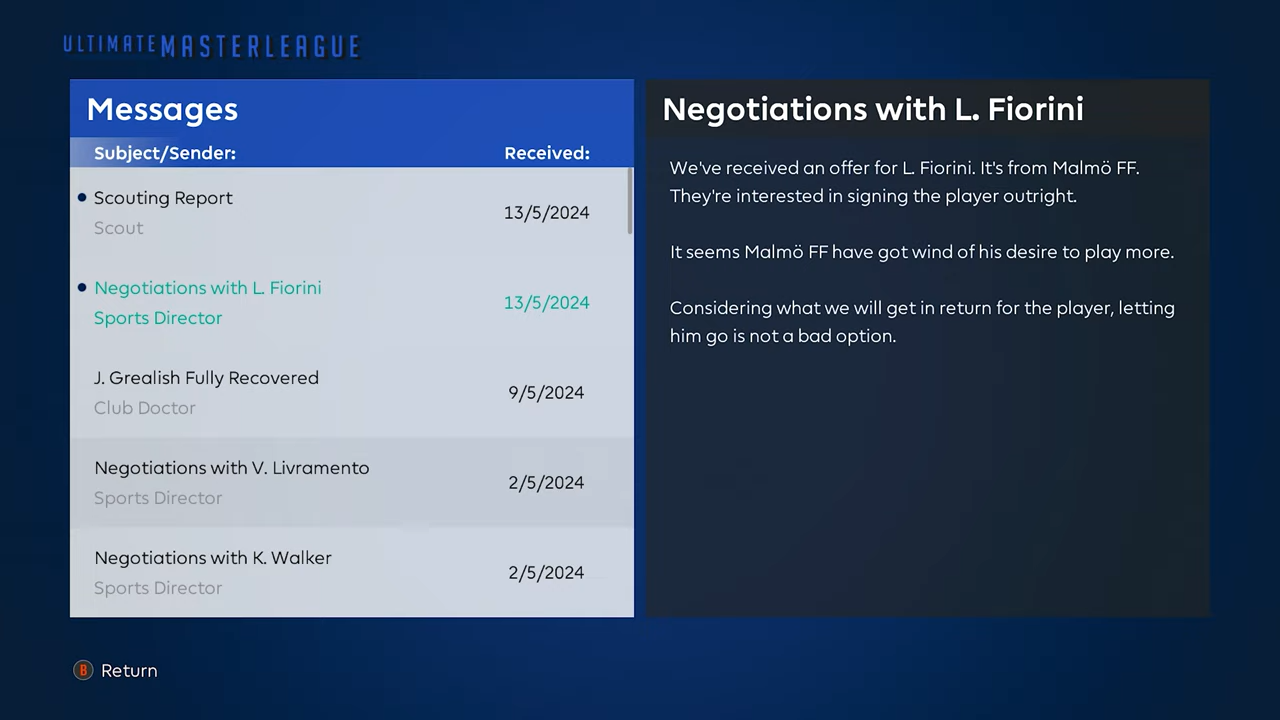 ULTIMATE MASTERLEAGUE
Messages
Subject/Sender: Received:
Scouting Report
Scout
13/5/2024
Negotiations with L. Fiorini
Sports Director
13/5/2024
J. Grealish Fully Recovered
Club Doctor
9/5/2024
Negotiations with V. Livramento
Sports Director
2/5/2024
Negotiations with K. Walker
Sports Director
2/5/2024
Negotiations with L. Fiorini
We've received an offer for L. Fiorini. It's from Malmö FF.
They're interested in signing the player outright.
It seems Malmö FF have got wind of his desire to play more.
Considering what we will get in return for the player, letting
him go is not a bad option.
B Return